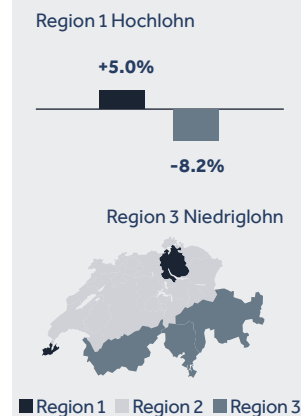 Region 1 Hochlohn
+5.0%
-8.2%
Region 3 Niedriglohn
Region 1 Region 2 Region 3